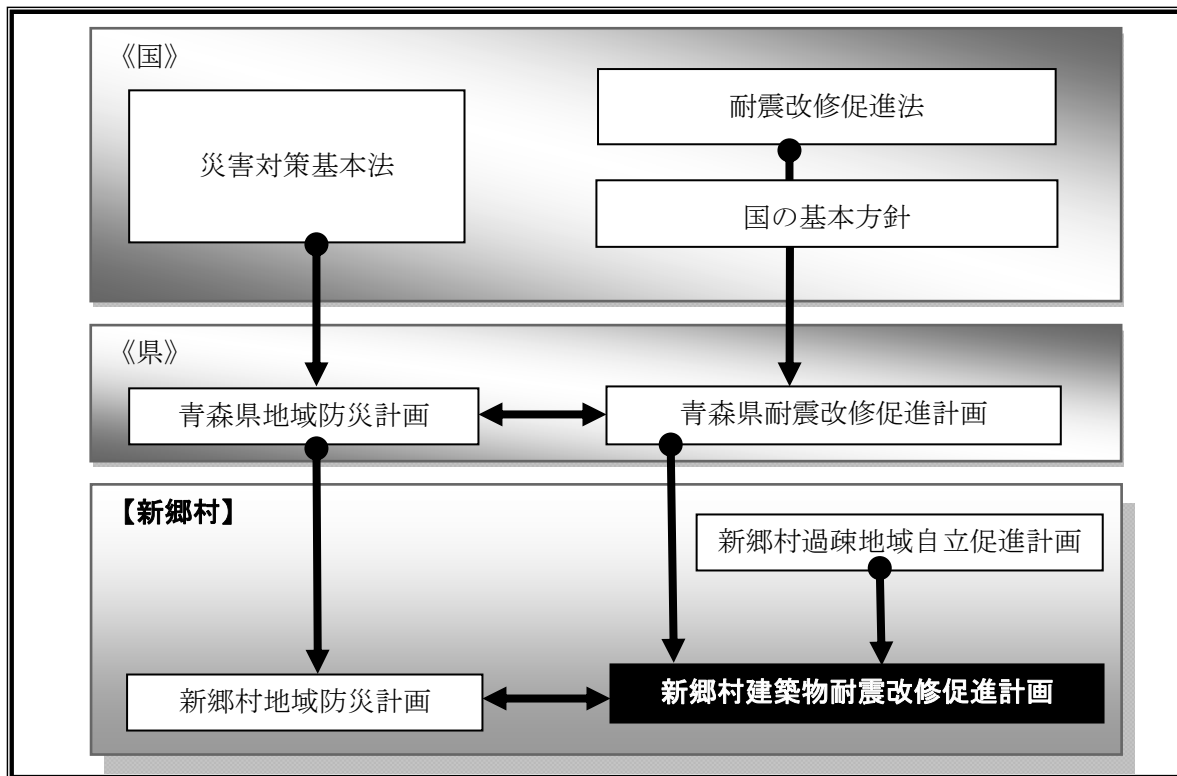 《国》
災害対策基本法
耐震改修促進法
国の基本方針
《県》
青森県地域防災計画
青森県耐震改修促進計画
【新郷村】
新郷村過疎地域自立促進計画
新郷村地域防災計画
新郷村建築物耐震改修促進計画